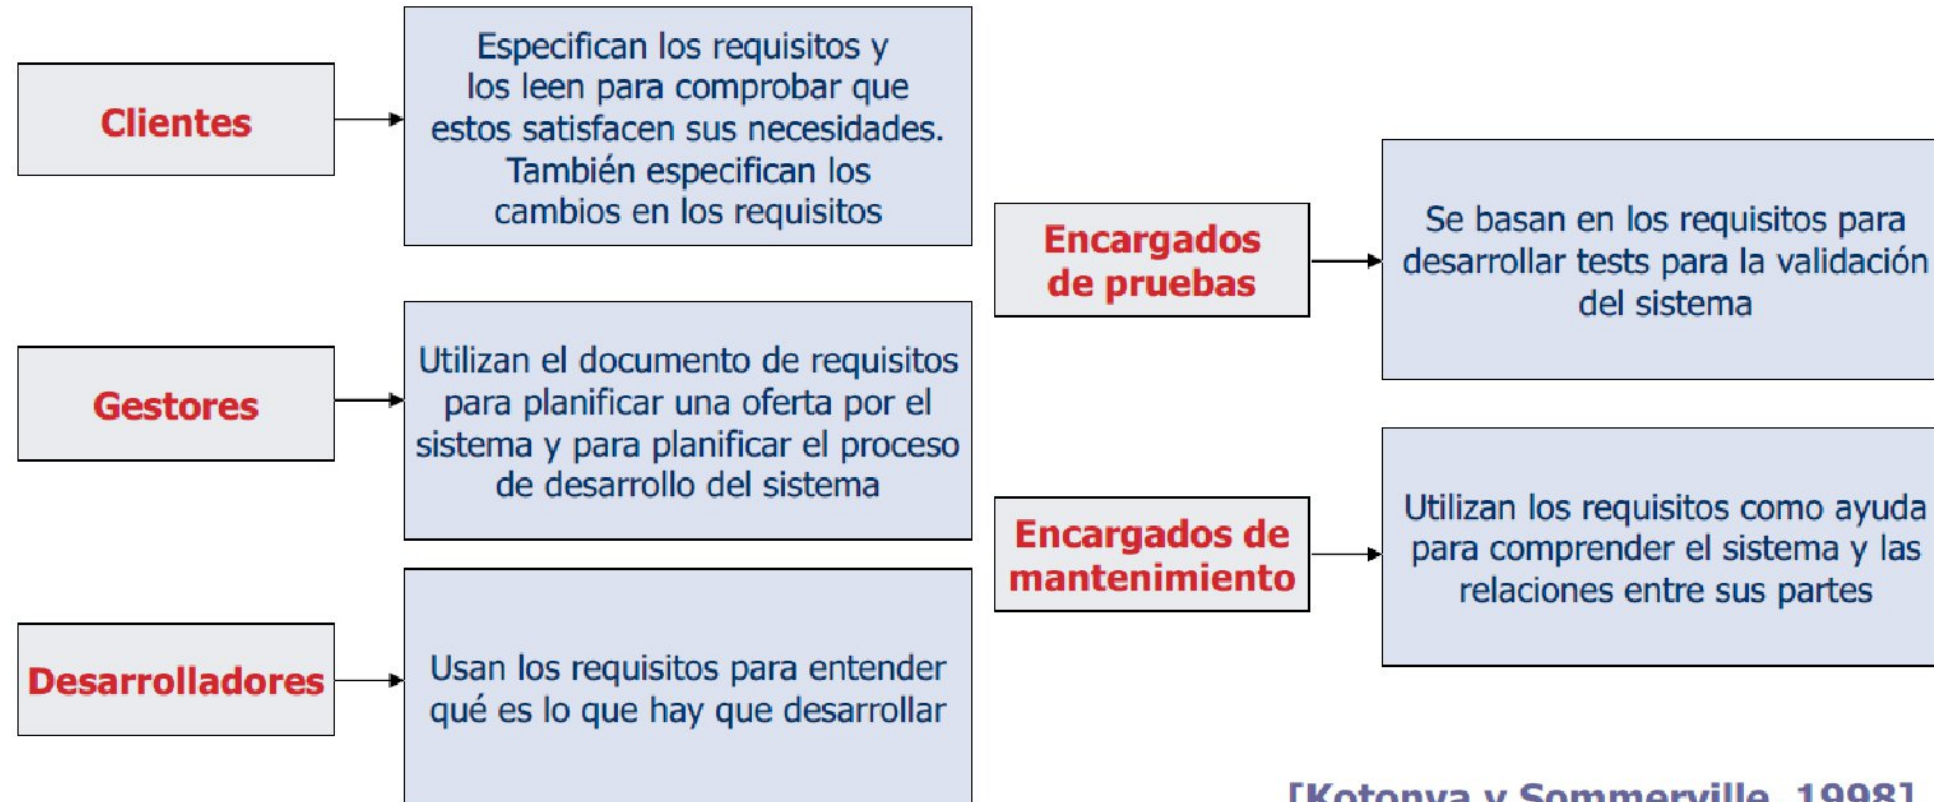 Clientes
Especifican los requisitos y
los leen para comprobar que
estos satisfacen sus necesidades.
También especifican los
cambios en los requisitos
Gestores
Utilizan el documento de requisitos
para planificar una oferta por el
sistema y para planificar el proceso
de desarrollo del sistema
Desarrolladores
Usan los requisitos para entender
qué es lo que hay que desarrollar
Encargados
de pruebas
Se basan en los requisitos para
desarrollar tests para la validación
del sistema
Encargados de
mantenimiento
Utilizan los requisitos como ayuda
para comprender el sistema y las
relaciones entre sus partes
[Kotonya y Sommerville, 1998]